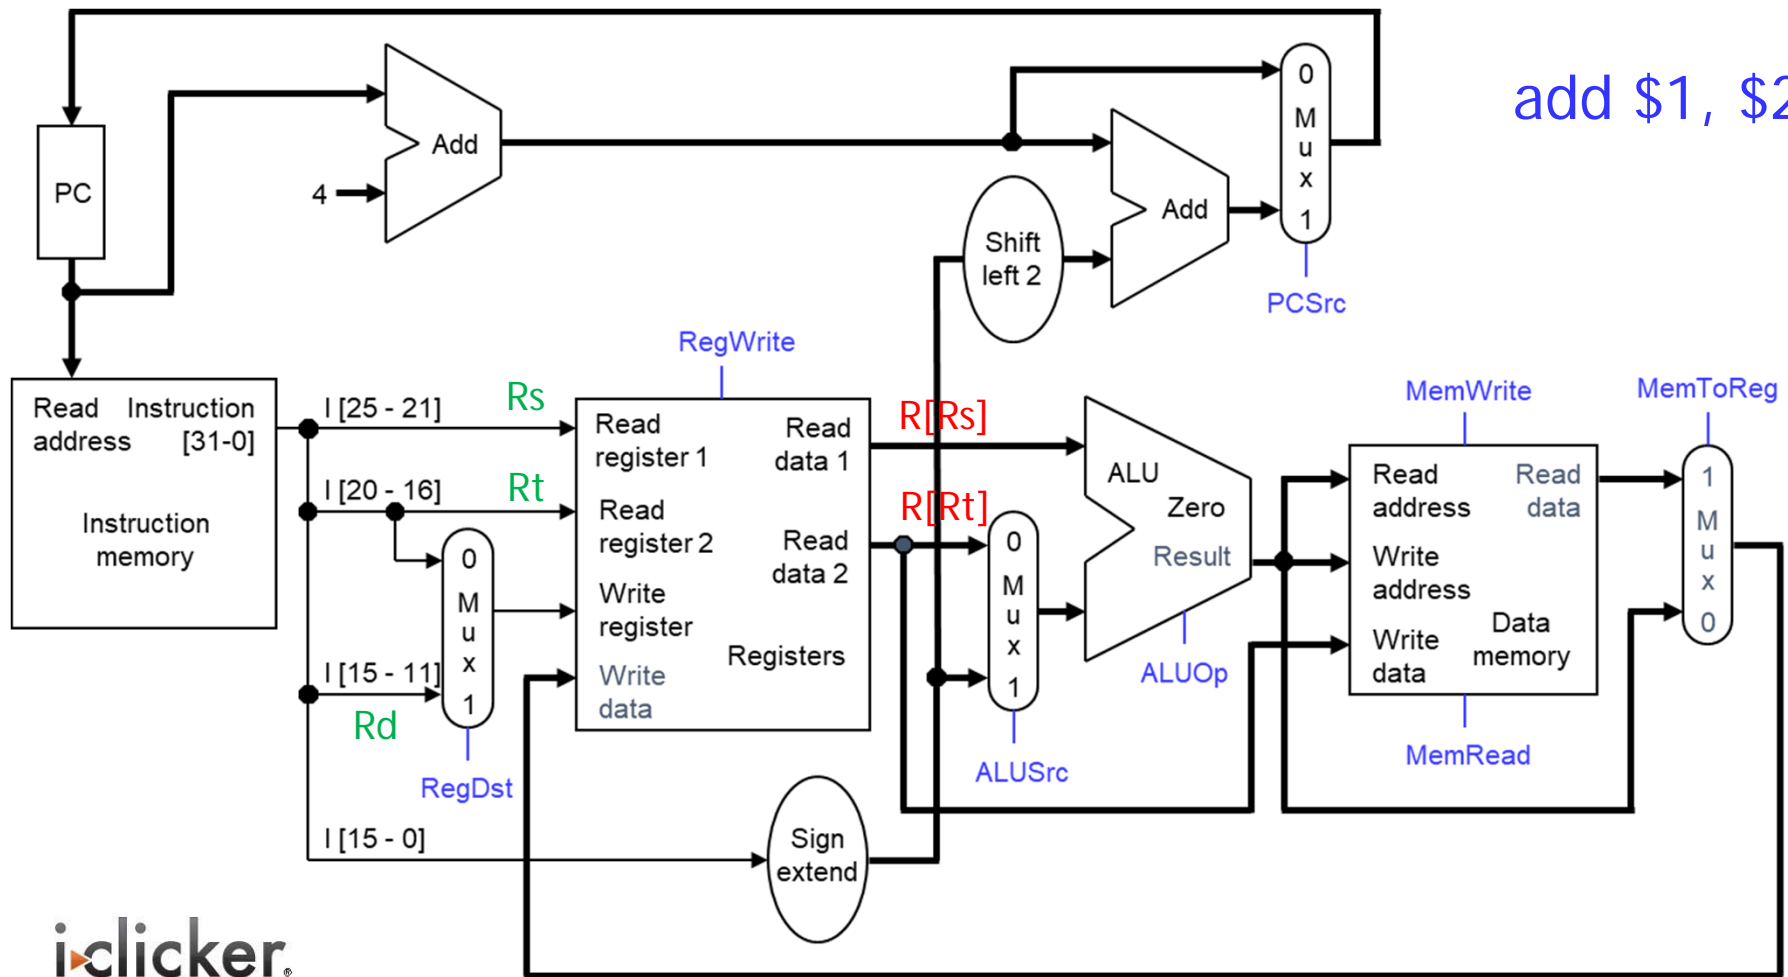 add $1, $2
0
M
u
x
1
PCSrc
Add
4
PC
Add
Shift
left 2
RegWrite
Read
address
Instruction
[31-0]
Instruction
memory
I [25 - 21]
Rs
I [20 - 16]
Rt
0
M
u
x
1
I [15 - 11]
Rd
RegDst
I [15 - 0]
Read
register 1
Read
data 1
Read
register 2
Read
data 2
Write
register
Registers
Write
data
R[Rs]
R[Rt]
0
M
u
x
1
ALUSrc
ALU
Zero
Result
ALUOp
MemWrite
Read
address
Read
data
Write
address
Write
data
Data
memory
MemRead
MemToReg
1
M
u
x
0
Sign
extend
i clicker®